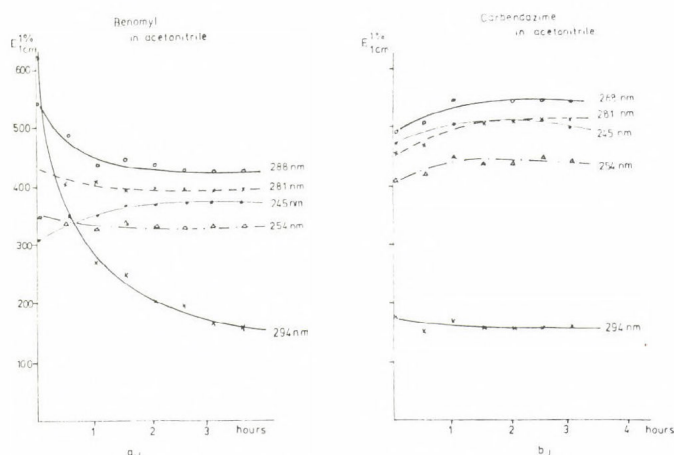 Benomyl
in acetonitrile
E 1% 1cm
600
500
400
300
200
100
288 nm
281 nm
245 nm
254 nm
294 nm
1
2
3
hours
a.)
Carbendazime
in acetonitrile
E 1% 1cm
288 nm
281 nm
245 nm
254 nm
294 nm
1
2
3
4
hours
b.)